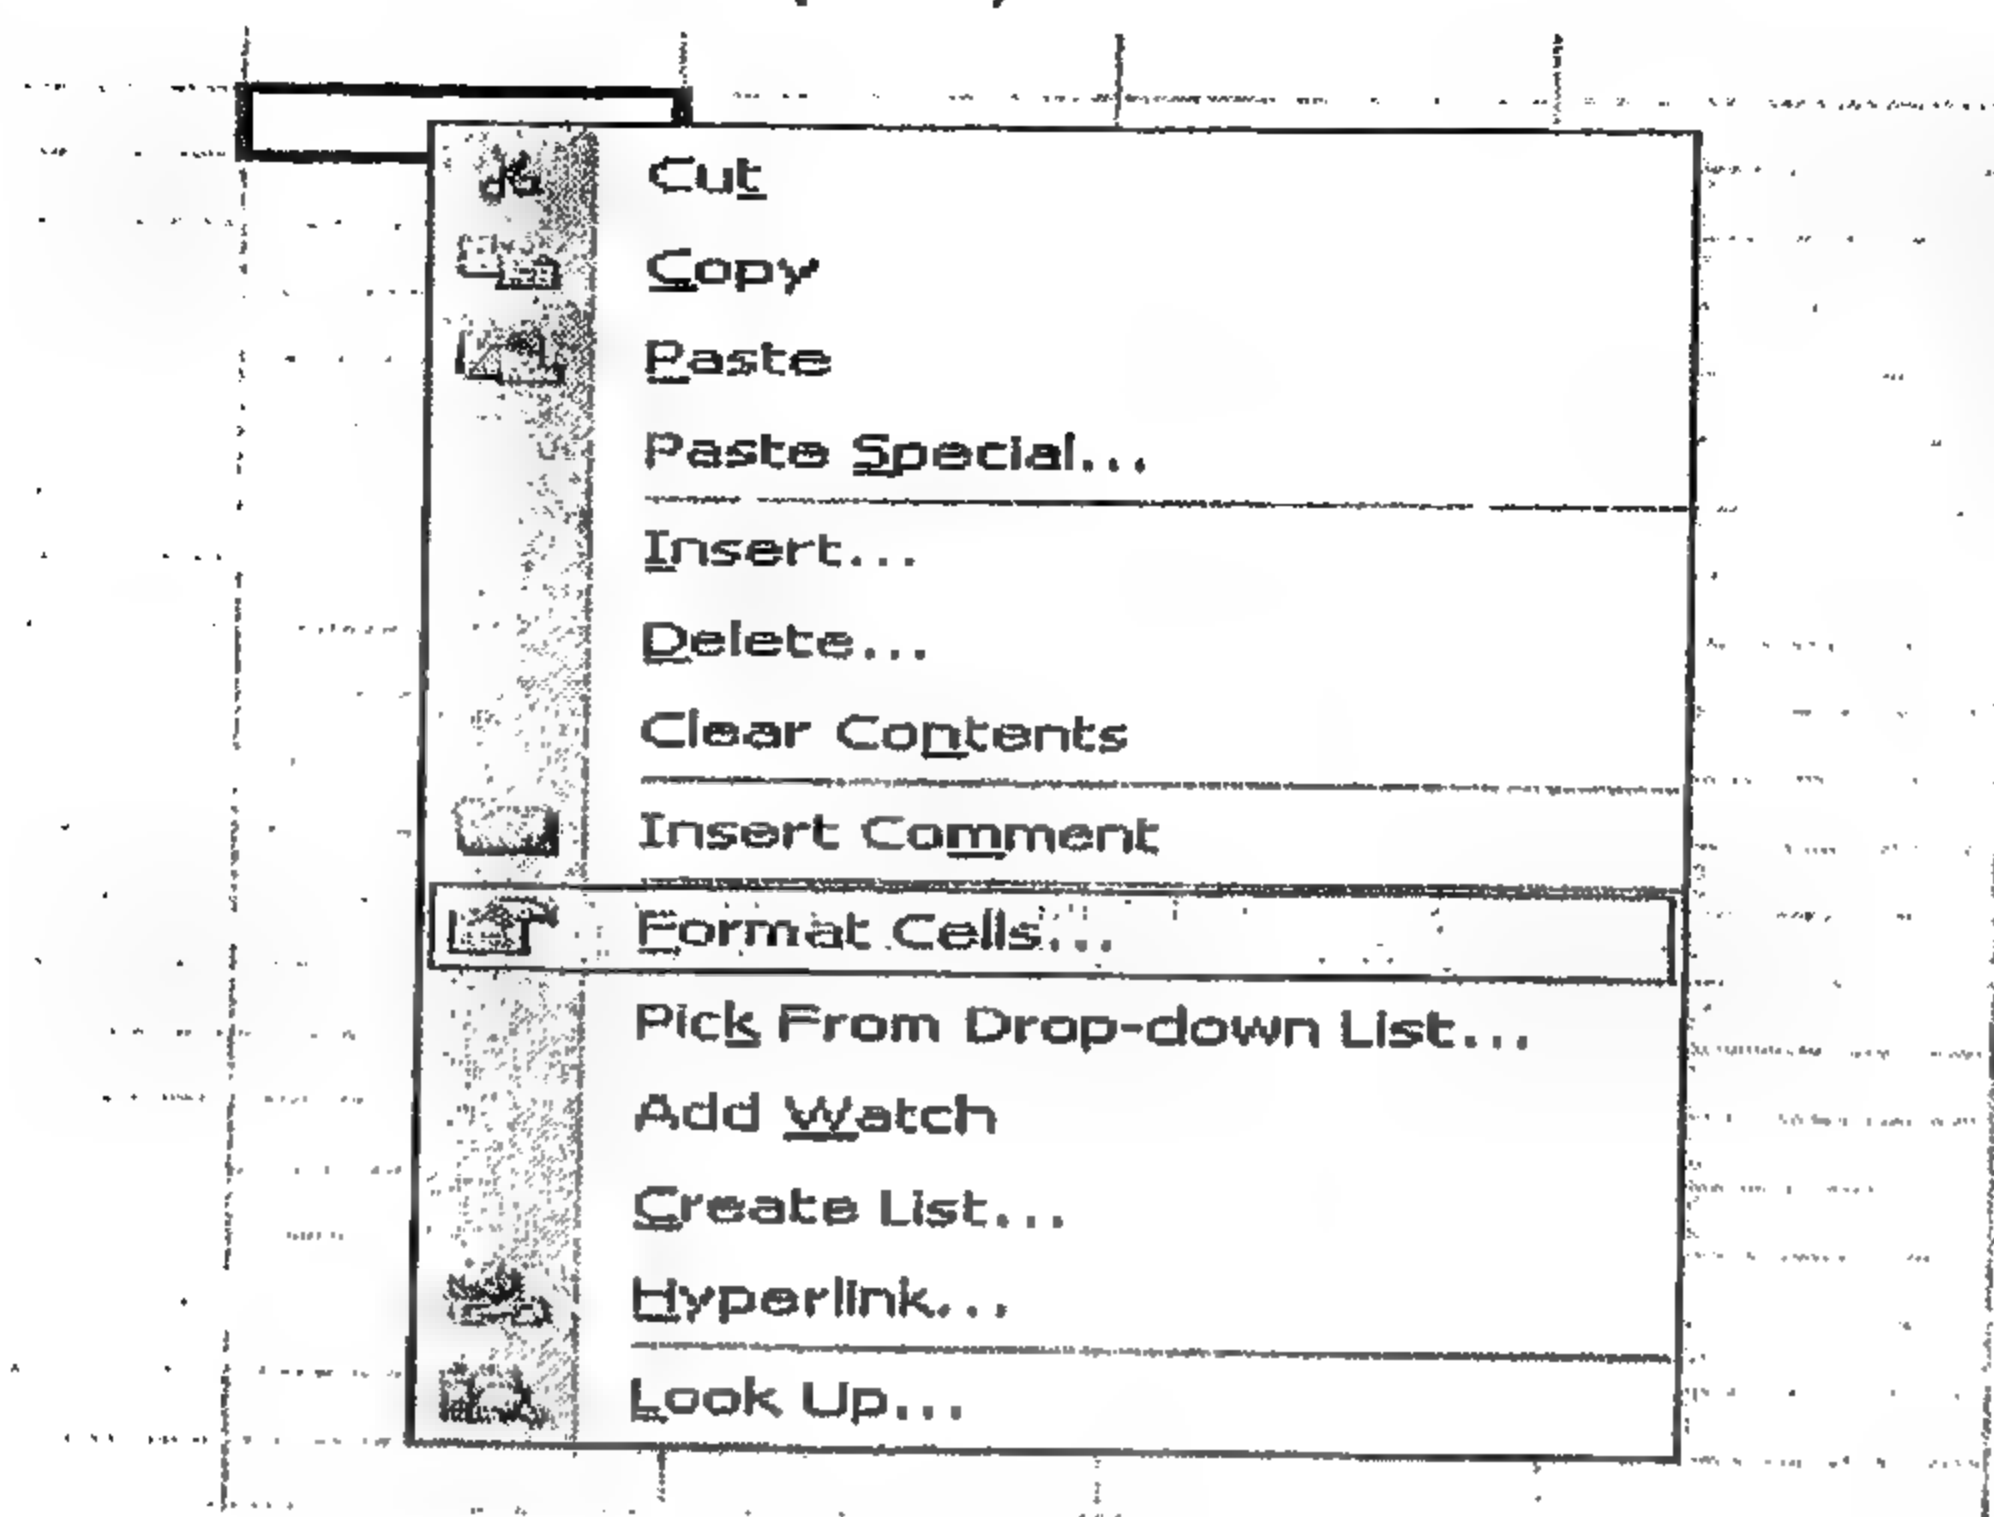 Cut
Copy
Paste
Paste Special...
Insert...
Delete...
Clear Contents
Insert Comment
Format Cells...
Pick From Drop-down List...
Add Watch
Create List...
Hyperlink...
Look Up...